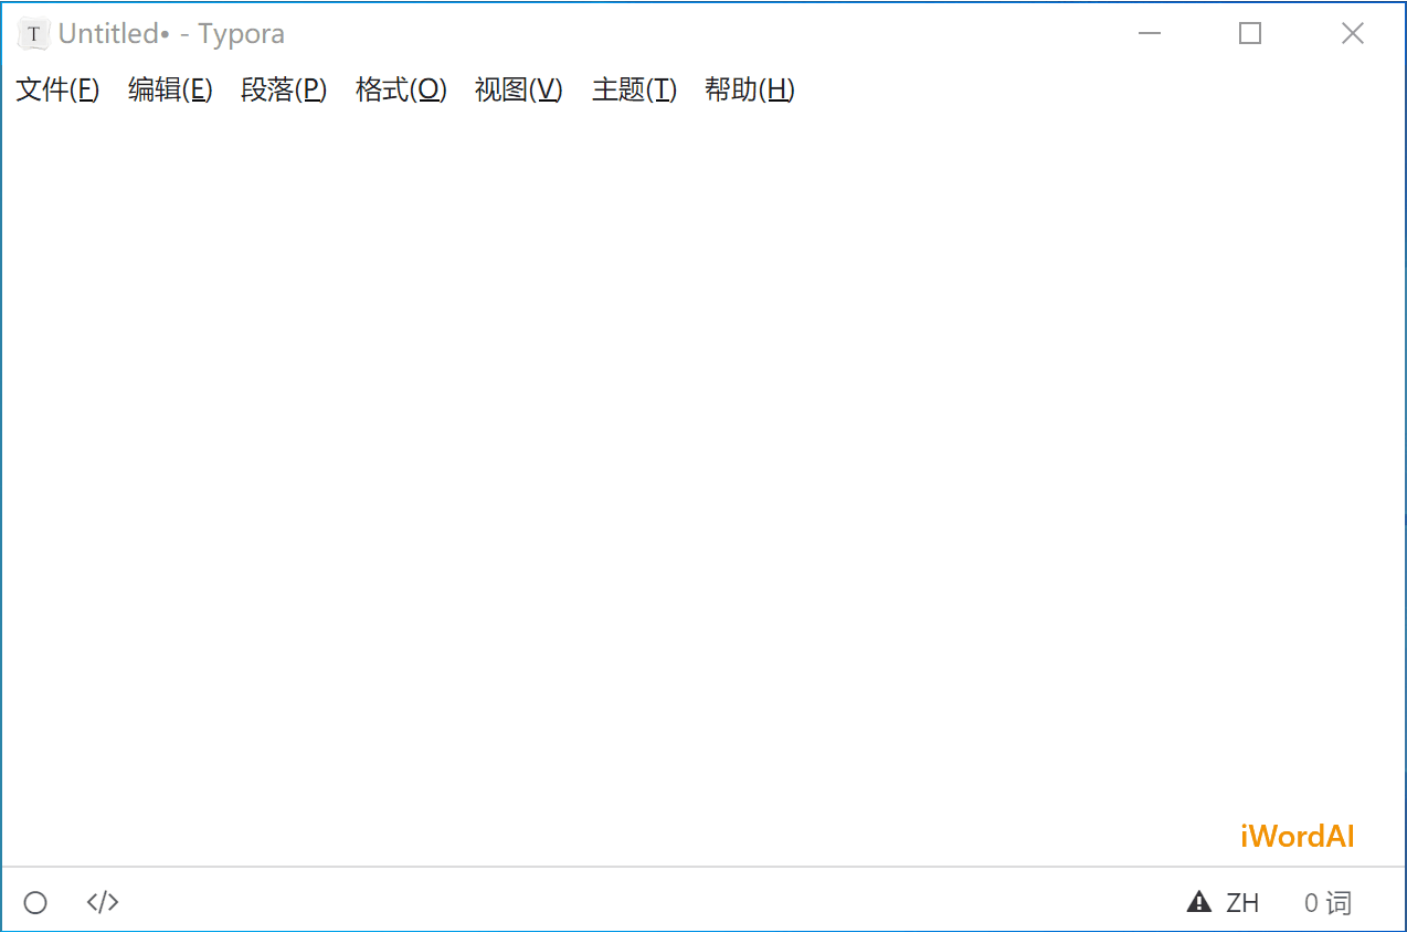 T Untitled• - Typora
文件(F) 编辑(E) 段落(P) 格式(O) 视图(V) 主题(T) 帮助(H)
iWordAI
</> ZH 0 词